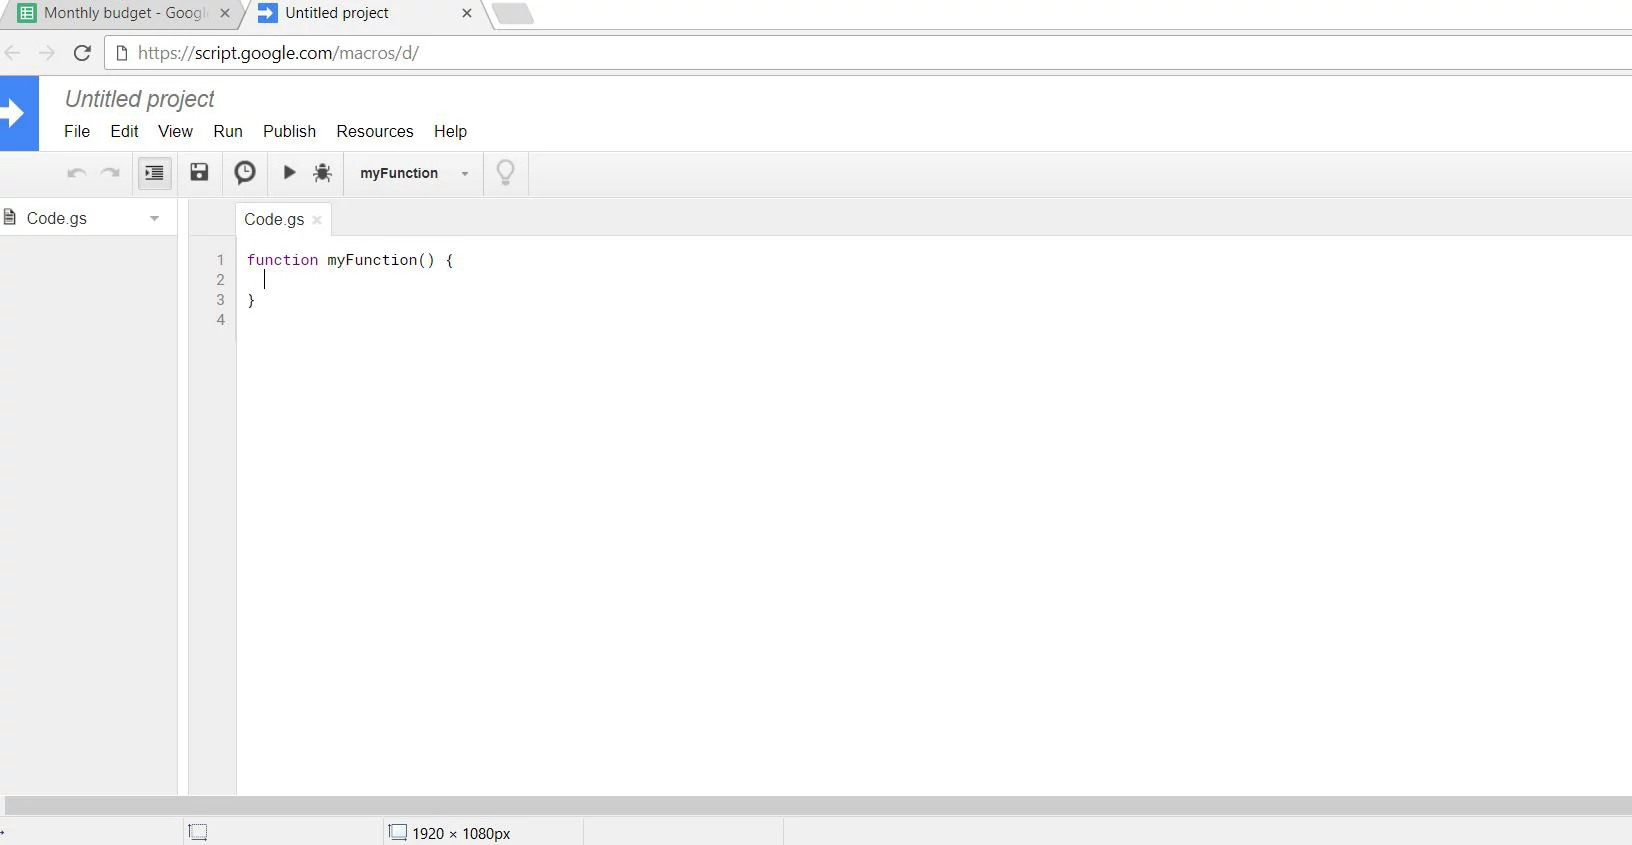 Monthly budget - Googl
Untitled project
https://script.google.com/macros/d/
Untitled project
File Edit View Run Publish Resources Help
myFunction
Code.gs
Code.gs
1 function myFunction() {
2
3 }
4
1920 × 1080px